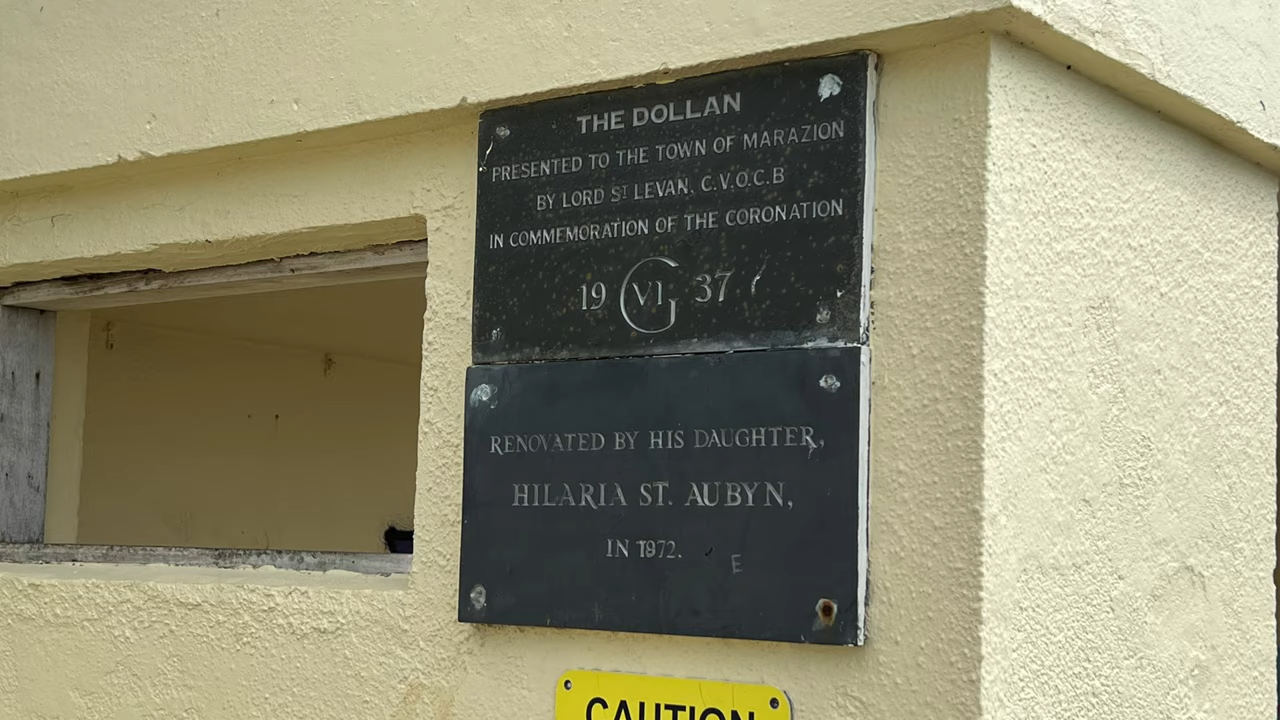 THE DOLLAN
PRESENTED TO THE TOWN OF MARAZION
BY LORD ST LEVAN. C.V.O.C.B
IN COMMEMORATION OF THE CORONATION
19 G VI 37
RENOVATED BY HIS DAUGHTER,
HILARIA ST. AUBYN,
IN 1972.
E
CAUTION